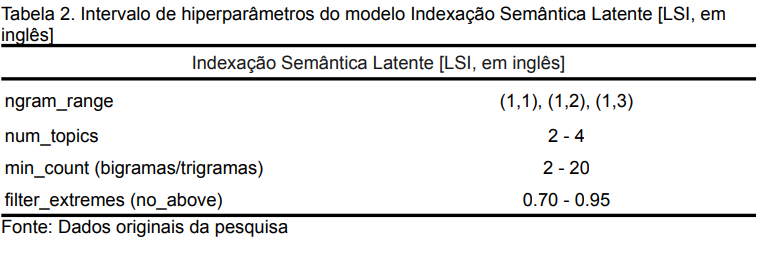 Tabela 2. Intervalo de hiperparâmetros do modelo Indexação Semântica Latente [LSI, em
inglês]
Indexação Semântica Latente [LSI, em inglês]
ngram_range (1,1), (1,2), (1,3)
num_topics 2 - 4
min_count (bigramas/trigramas) 2 - 20
filter_extremes (no_above) 0.70 - 0.95
Fonte: Dados originais da pesquisa